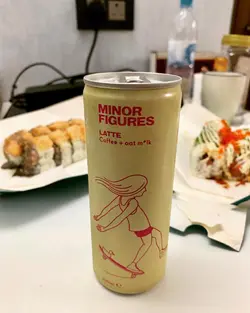 MINOR
FIGURES
LATTE
Coffee + oat m*lk